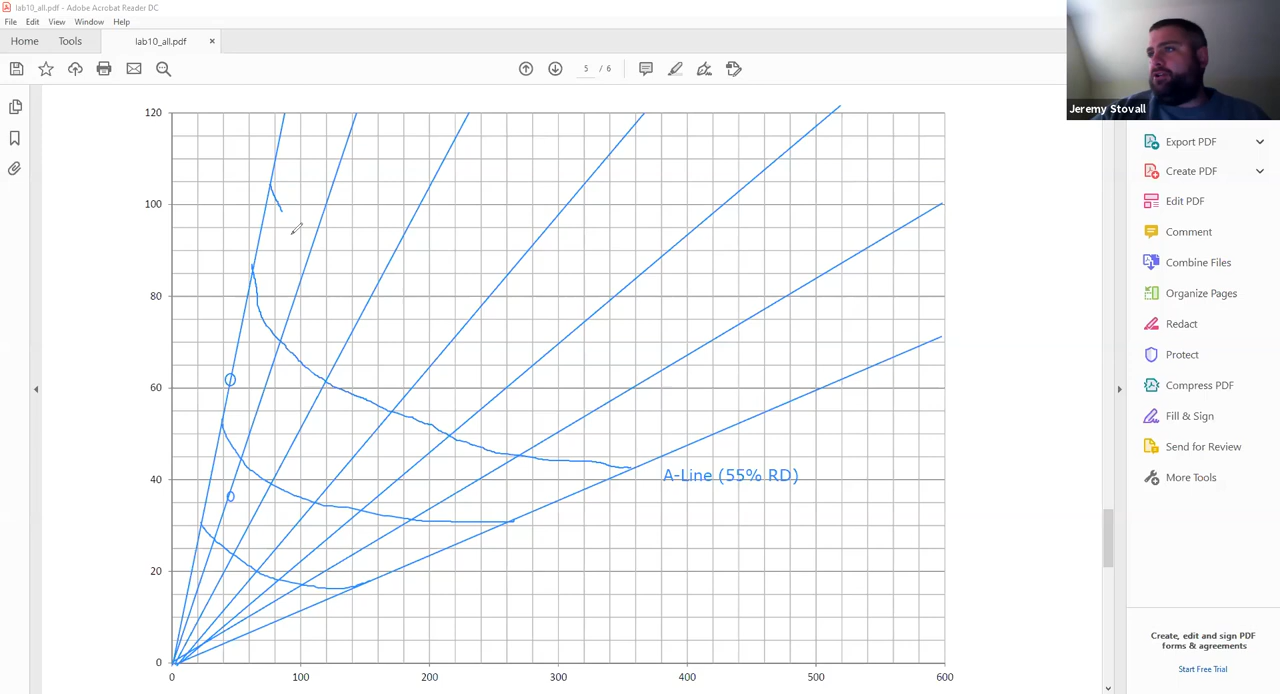 lab10_all.pdf - Adobe Acrobat Reader DC
File Edit View Window Help
Home Tools lab10_all.pdf ×
5 / 6
Jeremy Stovall
Export PDF
Create PDF
Edit PDF
Comment
Combine Files
Organize Pages
Redact
Protect
Compress PDF
Fill & Sign
Send for Review
More Tools
Create, edit and sign PDF
forms & agreements
Start Free Trial
120
100
80
60
40
20
0
A-Line (55% RD)
0 100 200 300 400 500 600